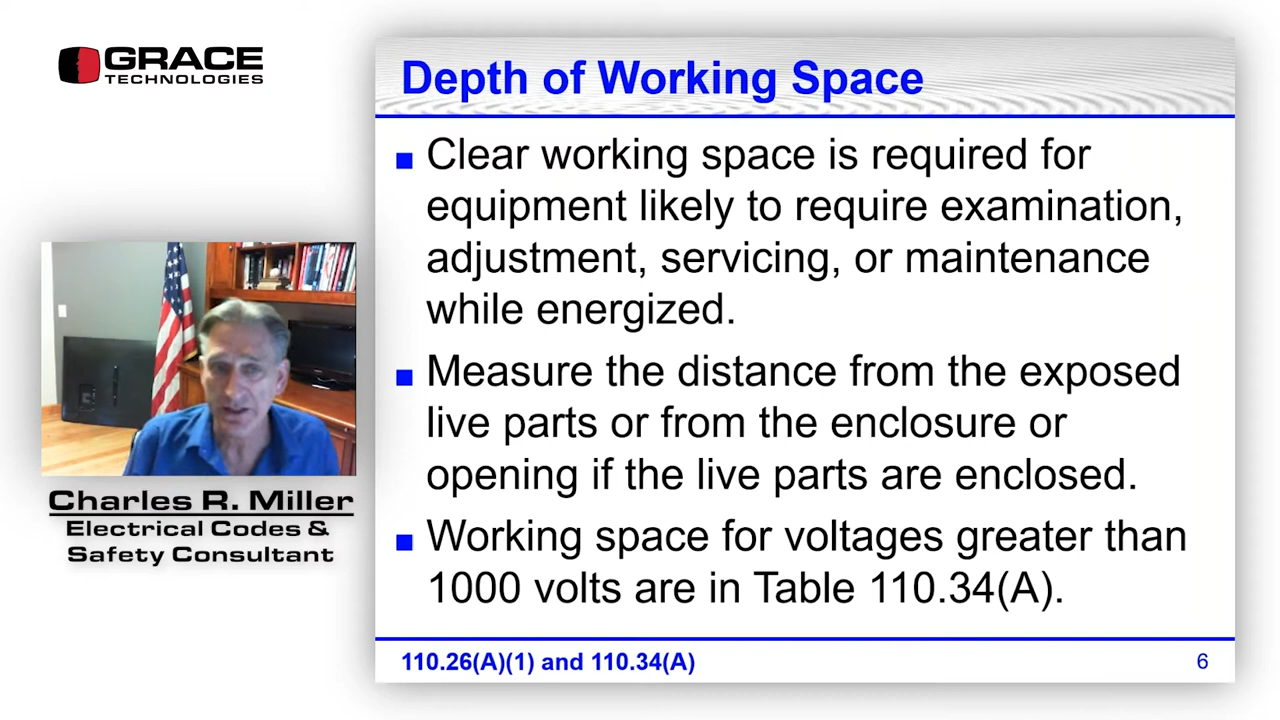 GRACE
TECHNOLOGIES
Charles R. Miller
Electrical Codes &
Safety Consultant
Depth of Working Space
Clear working space is required for
equipment likely to require examination,
adjustment, servicing, or maintenance
while energized.
Measure the distance from the exposed
live parts or from the enclosure or
opening if the live parts are enclosed.
Working space for voltages greater than
1000 volts are in Table 110.34(A).
110.26(A)(1) and 110.34(A)
6